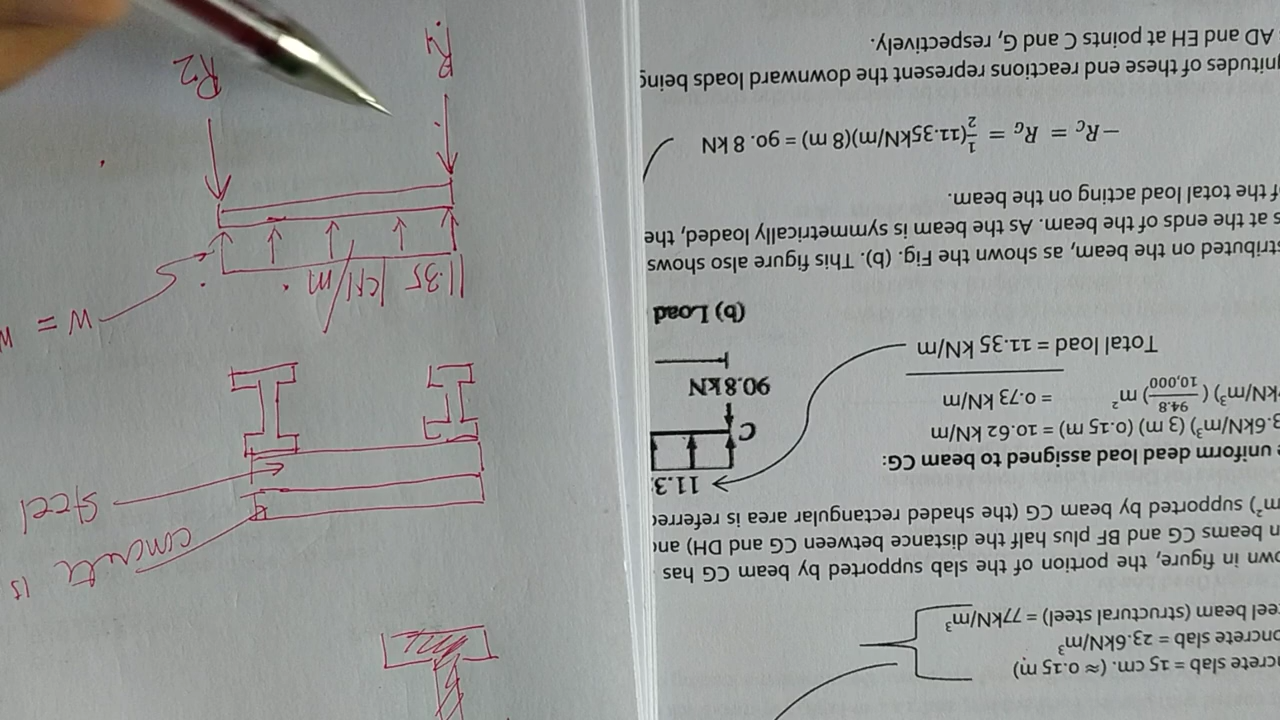 ncrete slab = 15 cm. (≈ 0.15 m)
oncrete slab = 23.6kN/m³
eel beam (structural steel) = 77kN/m³
own in figure, the portion of the slab supported by beam CG has
n beams CG and BF plus half the distance between CG and DH) and
m²) supported by beam CG (the shaded rectangular area is referre
e uniform dead load assigned to beam CG:
3.6kN/m³) (3 m) (0.15 m) = 10.62 kN/m
kN/m³) (94.8/10,000) m² = 0.73 kN/m
Total load = 11.35 kN/m
11.3
C
90.8 kN
(b) Load
stributed on the beam, as shown the Fig. (b). This figure also shows
s at the ends of the beam. As the beam is symmetrically loaded, the
f the total load acting on the beam.
– R_C = R_G = 1/2 (11.35kN/m)(8 m) = 90. 8 kN
gnitudes of these end reactions represent the downward loads being
AD and EH at points C and G, respectively.
concrete is
steel
W = W
11.35 kN/m
R1
R2